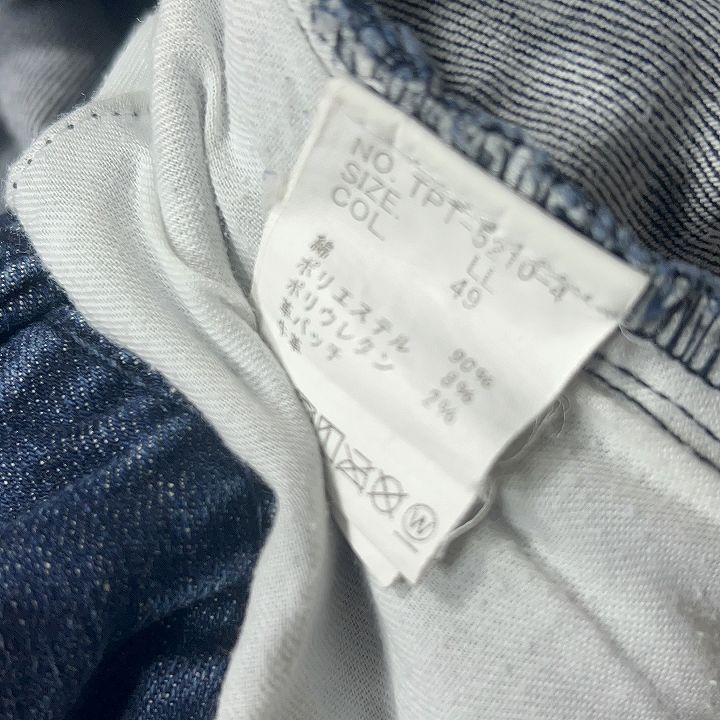 NO. TPT-5210-4
SIZE. LL
COL. 49
綿 90%
ポリエステル 8%
ポリウレタン 2%
革パッチ
牛革
W